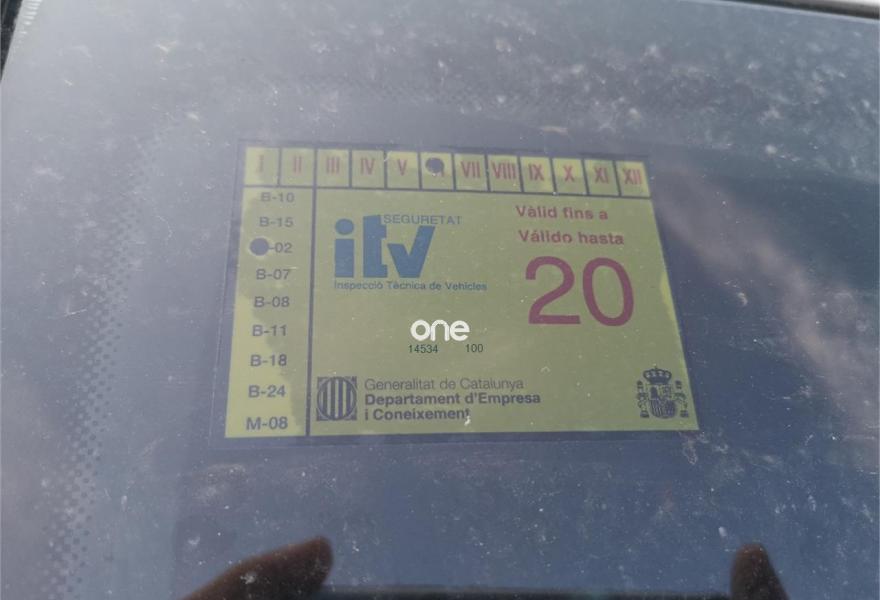 I II III IV V VII VIII IX X XI XII
B-10
B-15
-02
B-07
B-08
B-11
B-18
B-24
M-08
SEGURETAT
itv
Inspecció Tècnica de Vehicles
Vàlid fins a
Válido hasta
20
one
14534 100
Generalitat de Catalunya
Departament d'Empresa
i Coneixement